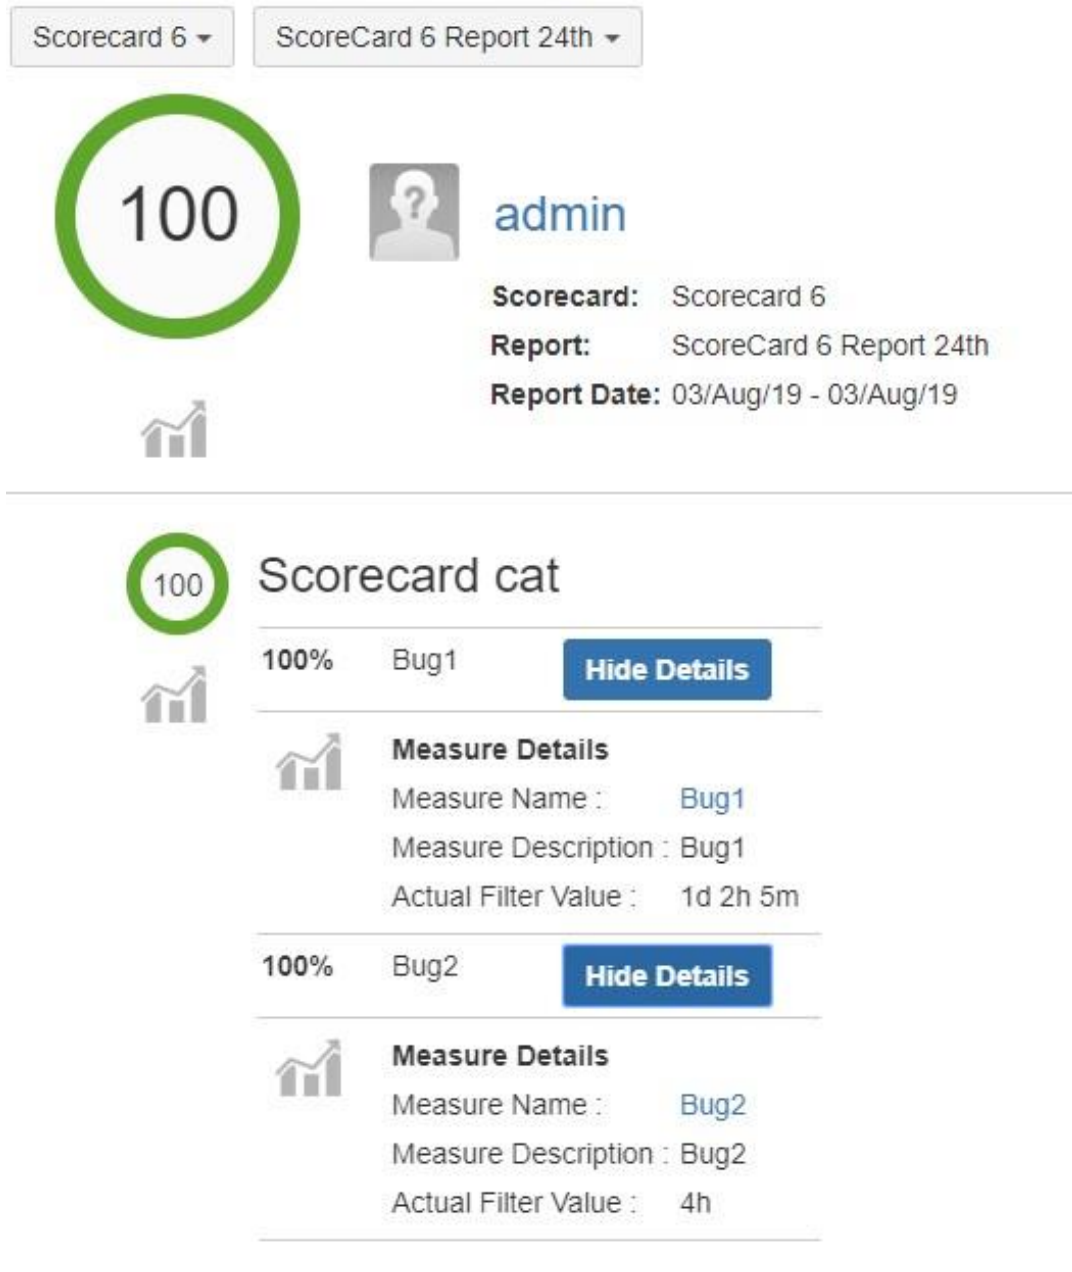 Scorecard 6 ScoreCard 6 Report 24th
100
?
admin
Scorecard: Scorecard 6
Report: ScoreCard 6 Report 24th
Report Date: 03/Aug/19 - 03/Aug/19
100 Scorecard cat
100% Bug1 Hide Details
Measure Details
Measure Name : Bug1
Measure Description : Bug1
Actual Filter Value : 1d 2h 5m
100% Bug2 Hide Details
Measure Details
Measure Name : Bug2
Measure Description : Bug2
Actual Filter Value : 4h